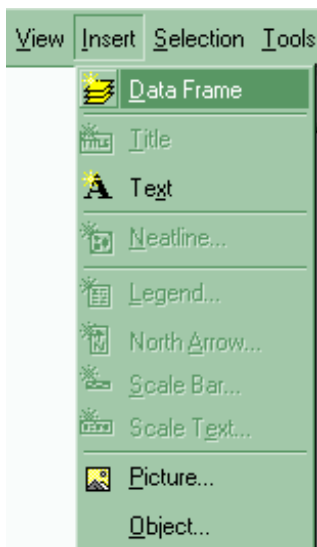 View Insert Selection Tools
Data Frame
Title
Text
Neatline...
Legend...
North Arrow...
Scale Bar...
Scale Text...
Picture...
Object...